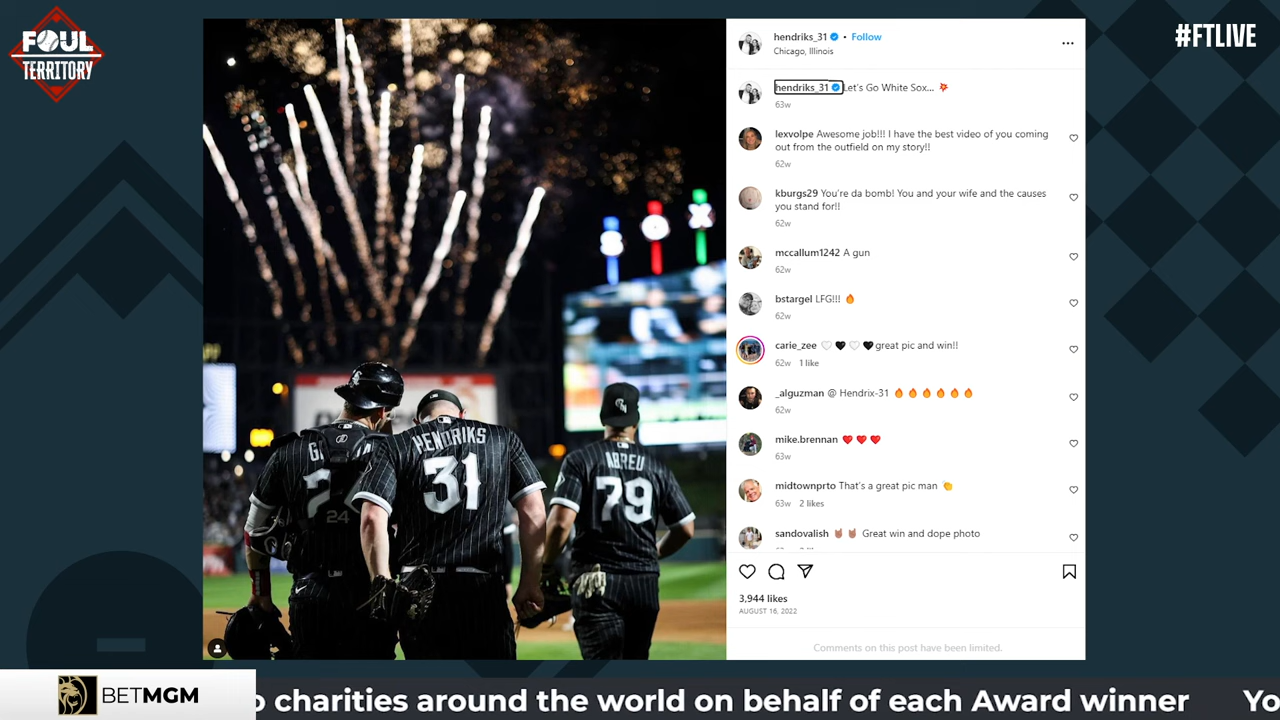 FOUL
TERRITORY
#FTLIVE
hendriks_31 • Follow
Chicago, Illinois
hendriks_31 Let's Go White Sox... 💥
63w
lexvolpe Awesome job!!! I have the best video of you coming
out from the outfield on my story!!
62w
kburgs29 You're da bomb! You and your wife and the causes
you stand for!!
62w
mccallum1242 A gun
62w
bstargel LFG!!! 🔥
62w
carie_zee 🤍 🖤 🤍 🖤 great pic and win!!
62w 1 like
_alguzman @ Hendrix-31 🔥 🔥 🔥 🔥 🔥 🔥
62w
mike.brennan ❤️ ❤️ ❤️
63w
midtownprto That's a great pic man 👏
63w 2 likes
sandovalish 🤘🏽 🤘🏽 Great win and dope photo
3,944 likes
AUGUST 16, 2022
Comments on this post have been limited.
HENDRIKS
31
ABREU
79
24
BETMGM
o charities around the world on behalf of each Award winner Yo